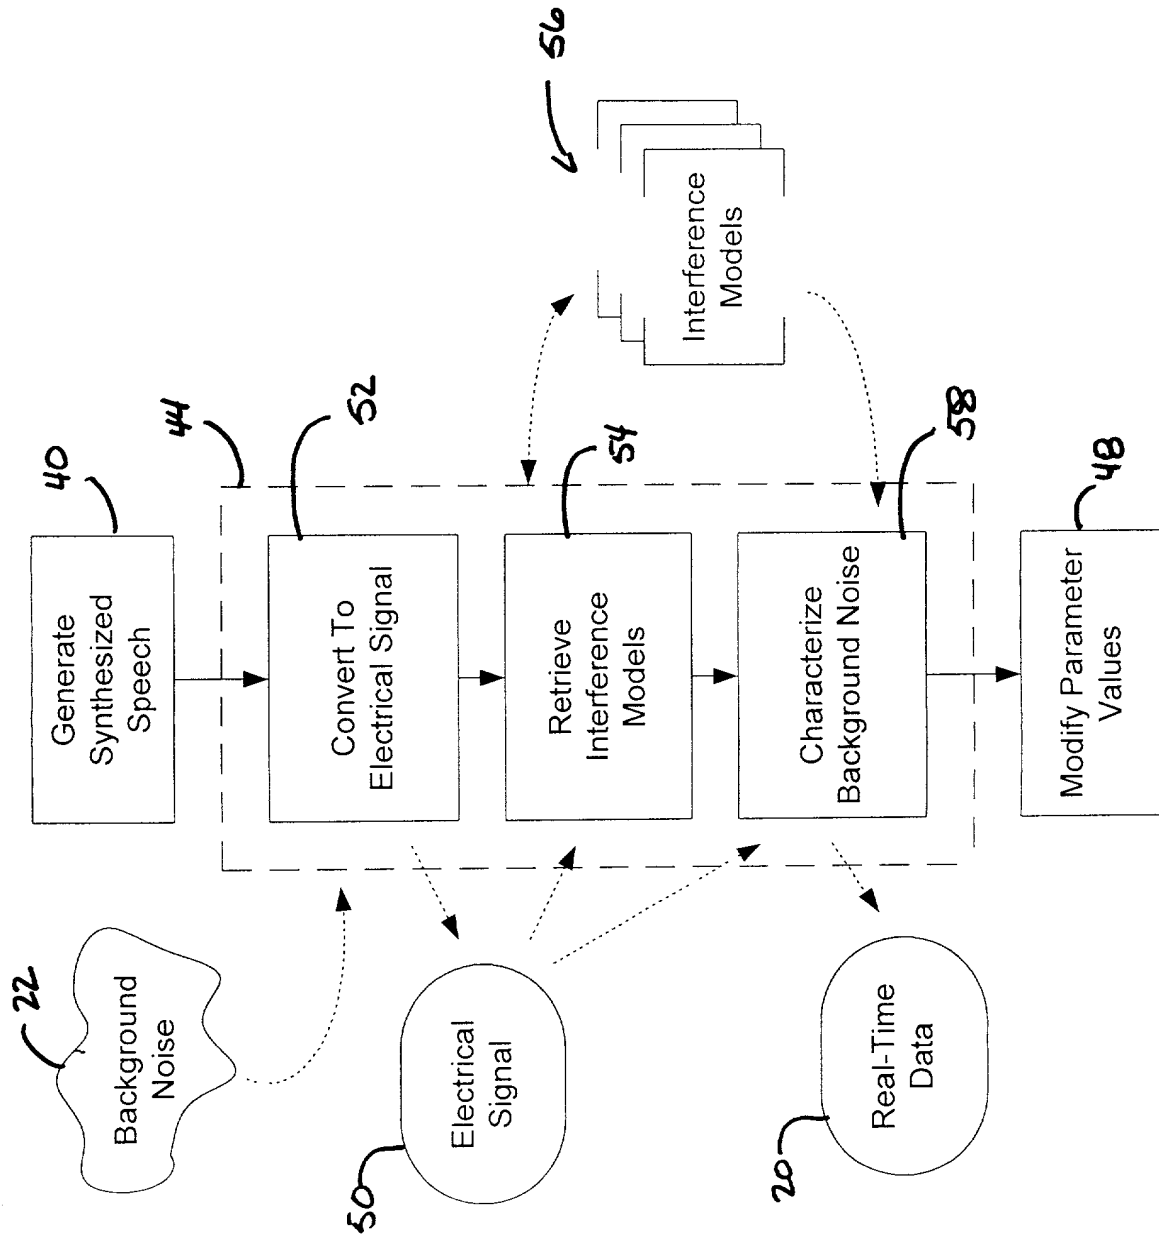 40
Generate
Synthesized
Speech
44
22
Background
Noise
52
Convert To
Electrical Signal
56
Interference
Models
50
Electrical
Signal
54
Retrieve
Interference
Models
58
Characterize
Background Noise
20
Real-Time
Data
48
Modify Parameter
Values